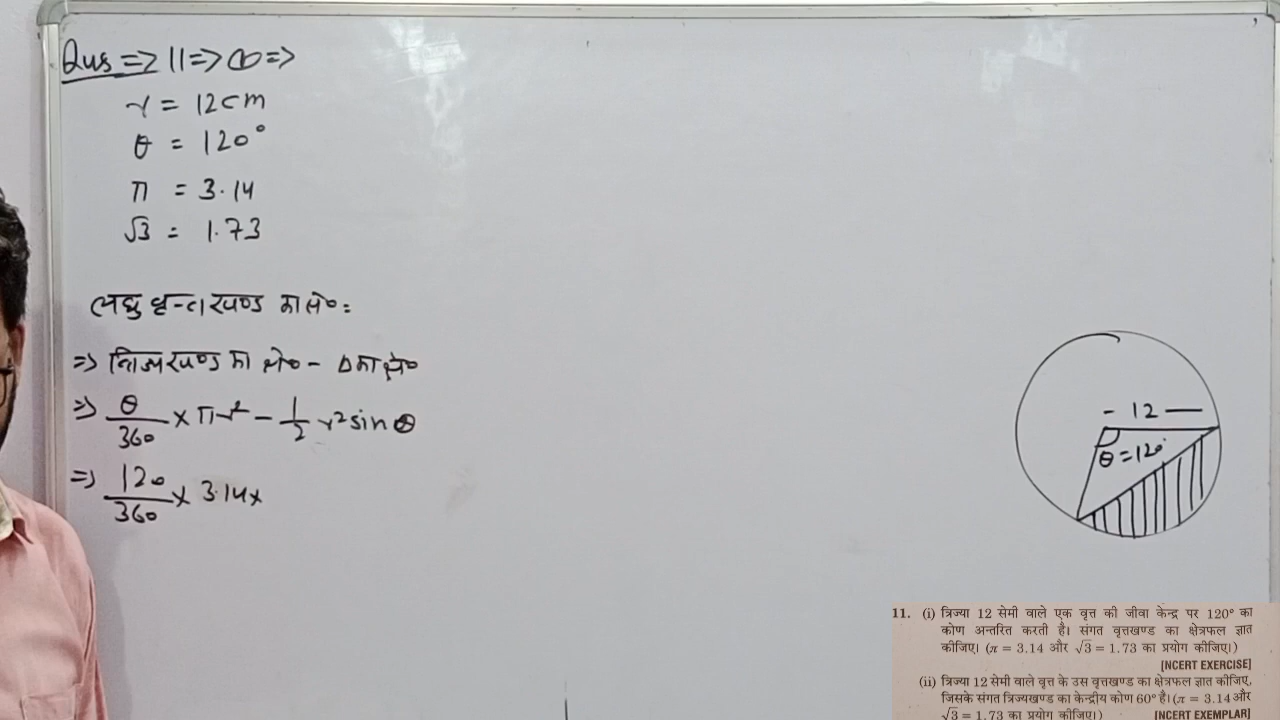 Qus => 11 => (i) =>
r = 12cm
θ = 120°
π = 3.14
√3 = 1.73
लघु वृत्तखण्ड का क्षे० =
=> त्रिज्यखण्ड का क्षे० - Δ का क्षे०
=> θ/360 × πr² - 1/2 r² sin θ
=> 120/360 × 3.14 ×
- 12 —
θ = 120°
11. (i) त्रिज्या 12 सेमी वाले एक वृत्त की जीवा केन्द्र पर 120° का
कोण अन्तरित करती है। संगत वृत्तखण्ड का क्षेत्रफल ज्ञात
कीजिए। (π = 3.14 और √3 = 1.73 का प्रयोग कीजिए।)
[NCERT EXERCISE]
(ii) त्रिज्या 12 सेमी वाले वृत्त के उस वृत्तखण्ड का क्षेत्रफल ज्ञात कीजिए,
जिसके संगत त्रिज्यखण्ड का केन्द्रीय कोण 60° है। (π = 3.14 और
√3 = 1.73 का प्रयोग कीजिए।) [NCERT EXEMPLAR]